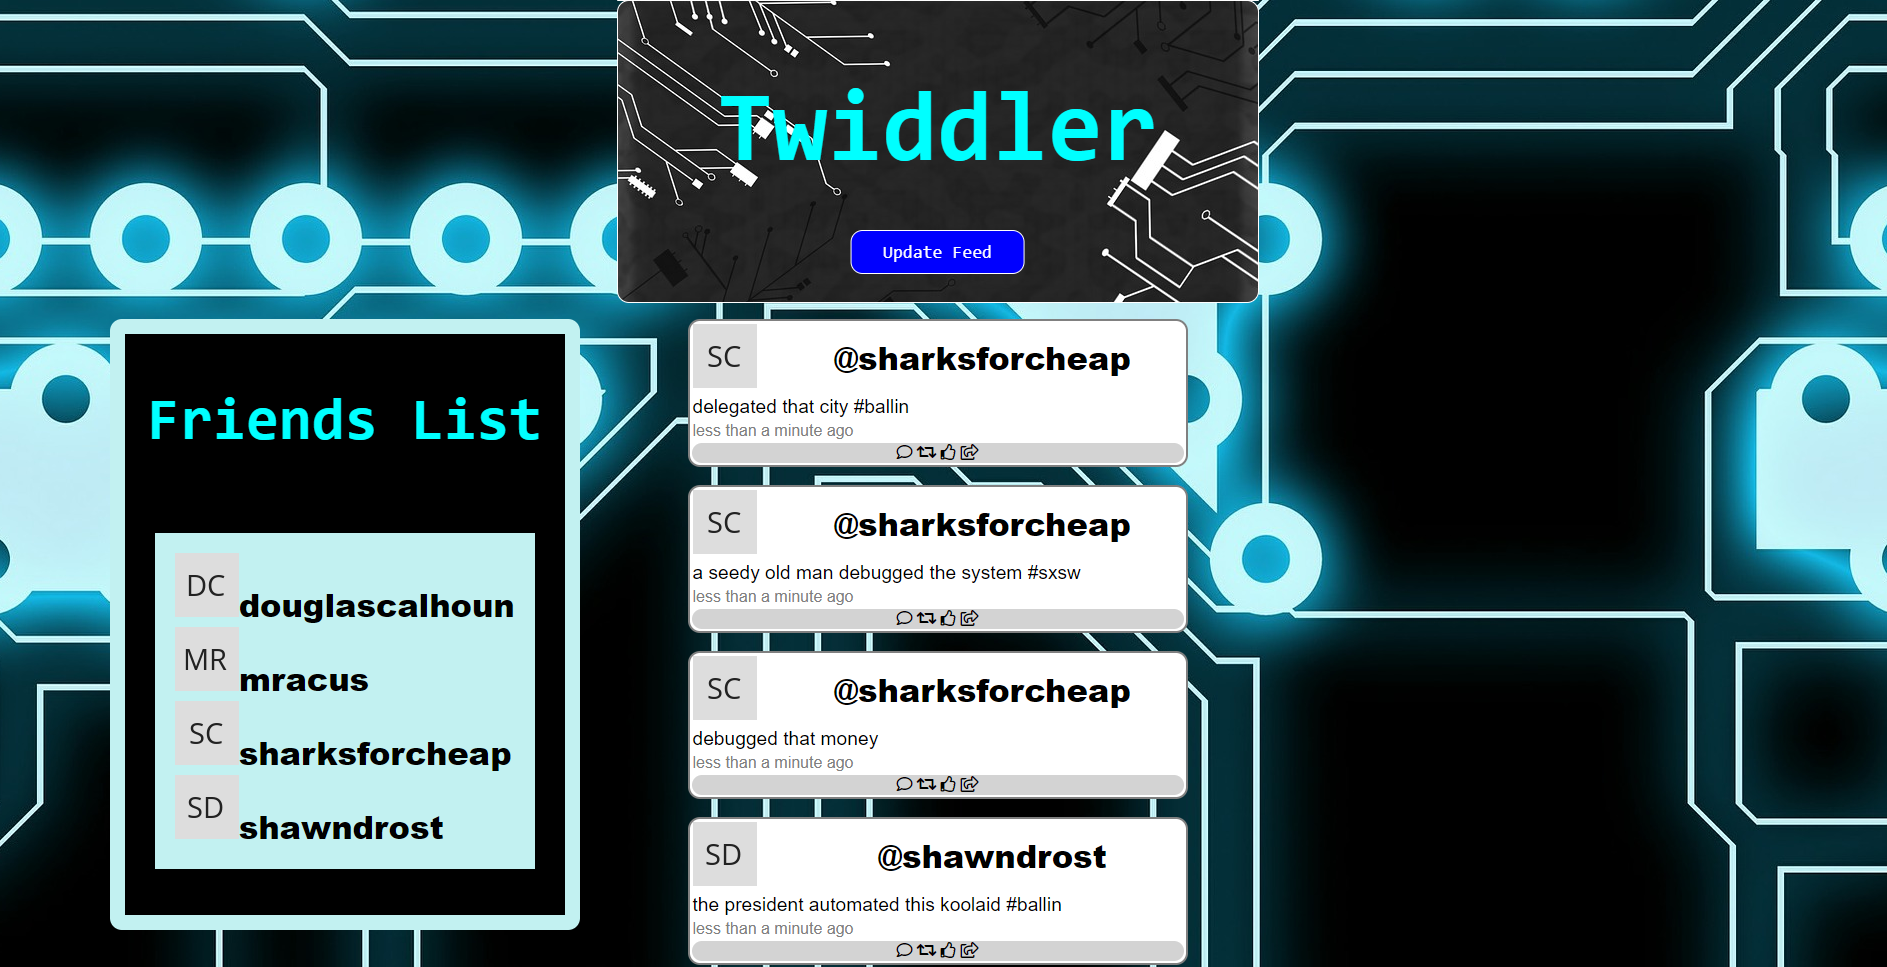 Twiddler
Update Feed
Friends List
DC
douglascalhoun
MR
mracus
SC
sharksforcheap
SD
shawndrost
SC
@sharksforcheap
delegated that city #ballin
less than a minute ago
SC
@sharksforcheap
a seedy old man debugged the system #sxsw
less than a minute ago
SC
@sharksforcheap
debugged that money
less than a minute ago
SD
@shawndrost
the president automated this koolaid #ballin
less than a minute ago